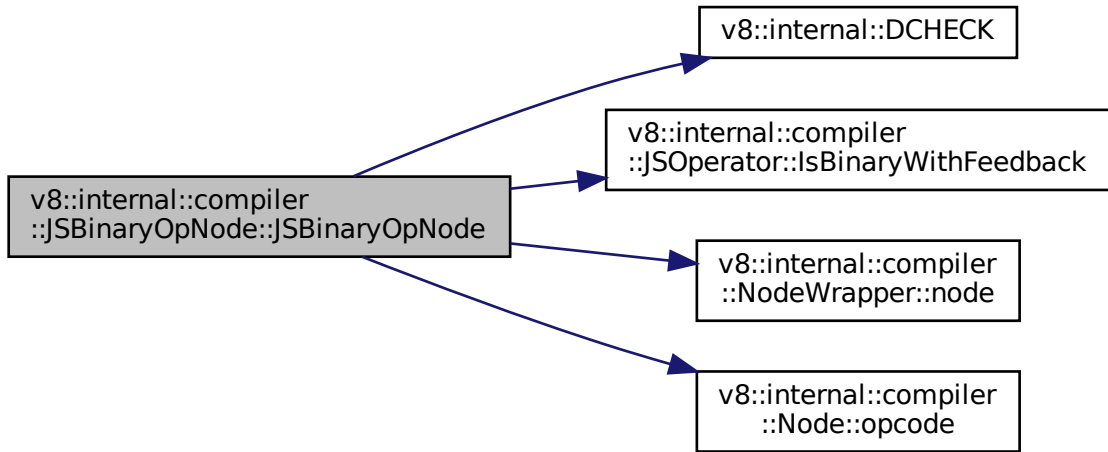 v8::internal::DCHECK
v8::internal::compiler
::JSOperator::IsBinaryWithFeedback
v8::internal::compiler
::JSBinaryOpNode::JSBinaryOpNode
v8::internal::compiler
::NodeWrapper::node
v8::internal::compiler
::Node::opcode